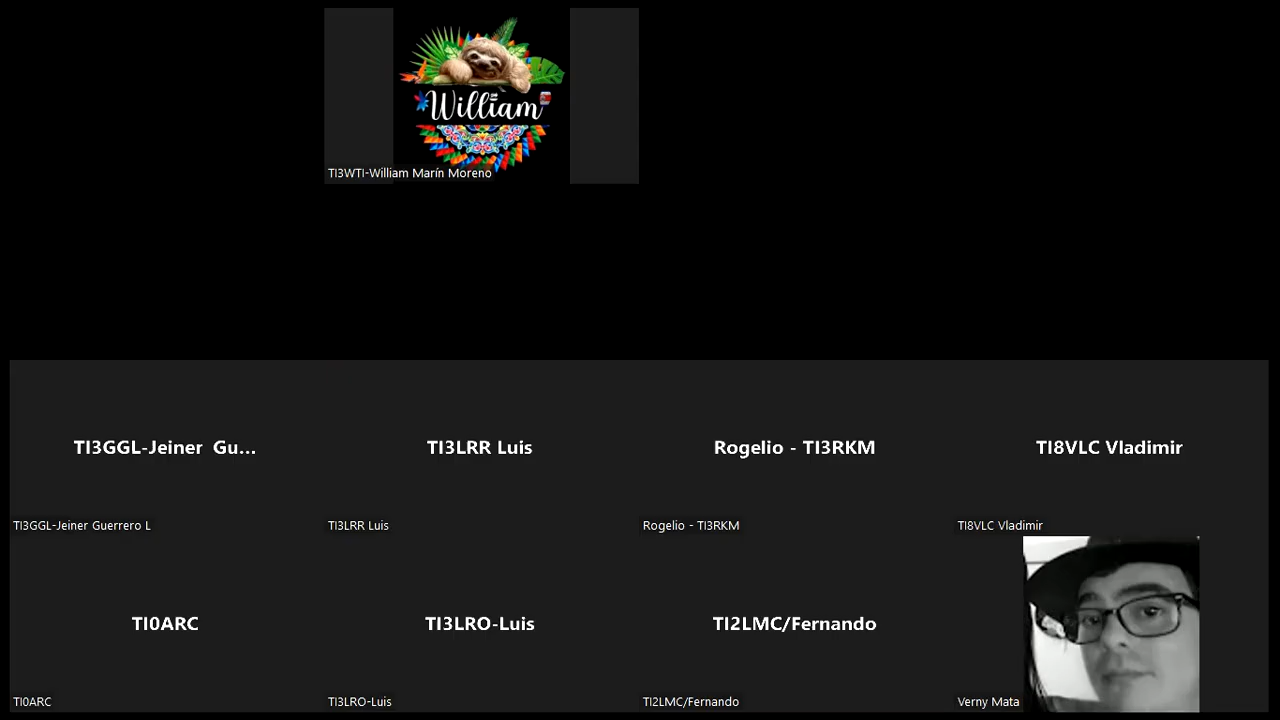 William
TI3WTI-William Marín Moreno
TI3GGL-Jeiner Gu...
TI3LRR Luis
Rogelio - TI3RKM
TI8VLC Vladimir
TI3GGL-Jeiner Guerrero L
TI3LRR Luis
Rogelio - TI3RKM
TI8VLC Vladimir
TI0ARC
TI3LRO-Luis
TI2LMC/Fernando
TI0ARC
TI3LRO-Luis
TI2LMC/Fernando
Verny Mata